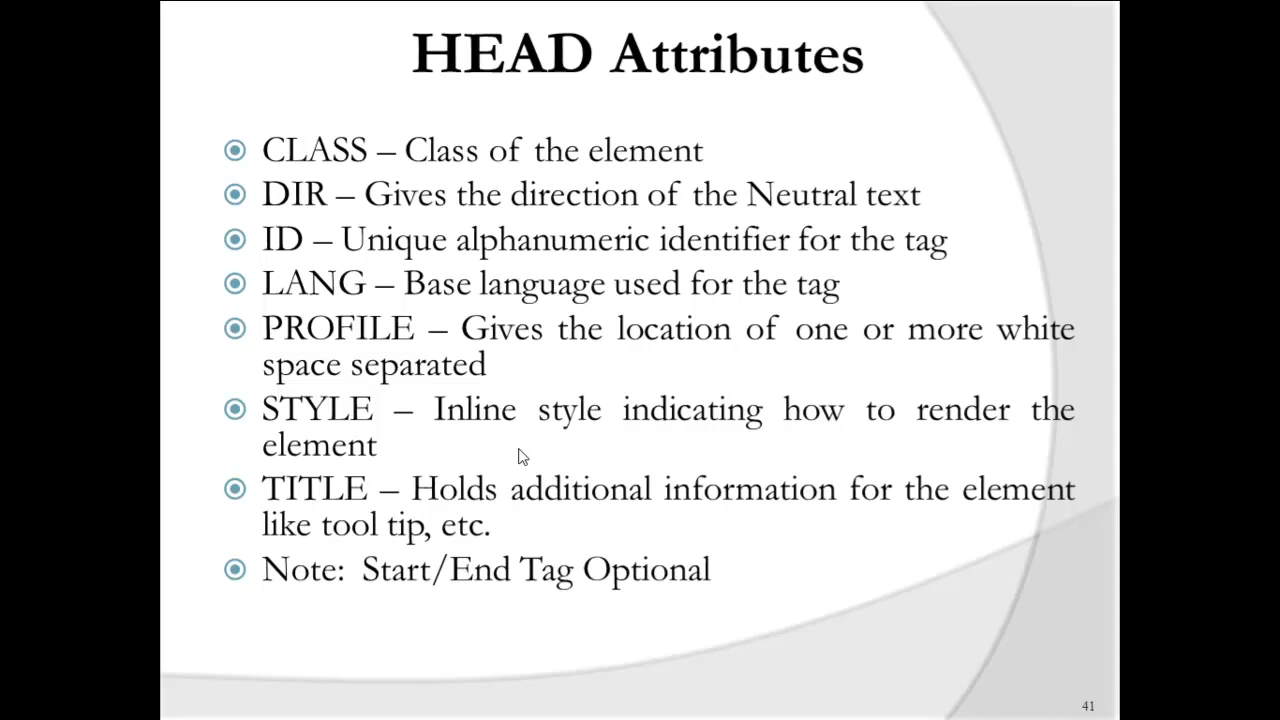 HEAD Attributes
CLASS – Class of the element
DIR – Gives the direction of the Neutral text
ID – Unique alphanumeric identifier for the tag
LANG – Base language used for the tag
PROFILE – Gives the location of one or more white
space separated
STYLE – Inline style indicating how to render the
element
TITLE – Holds additional information for the element
like tool tip, etc.
Note: Start/End Tag Optional
41